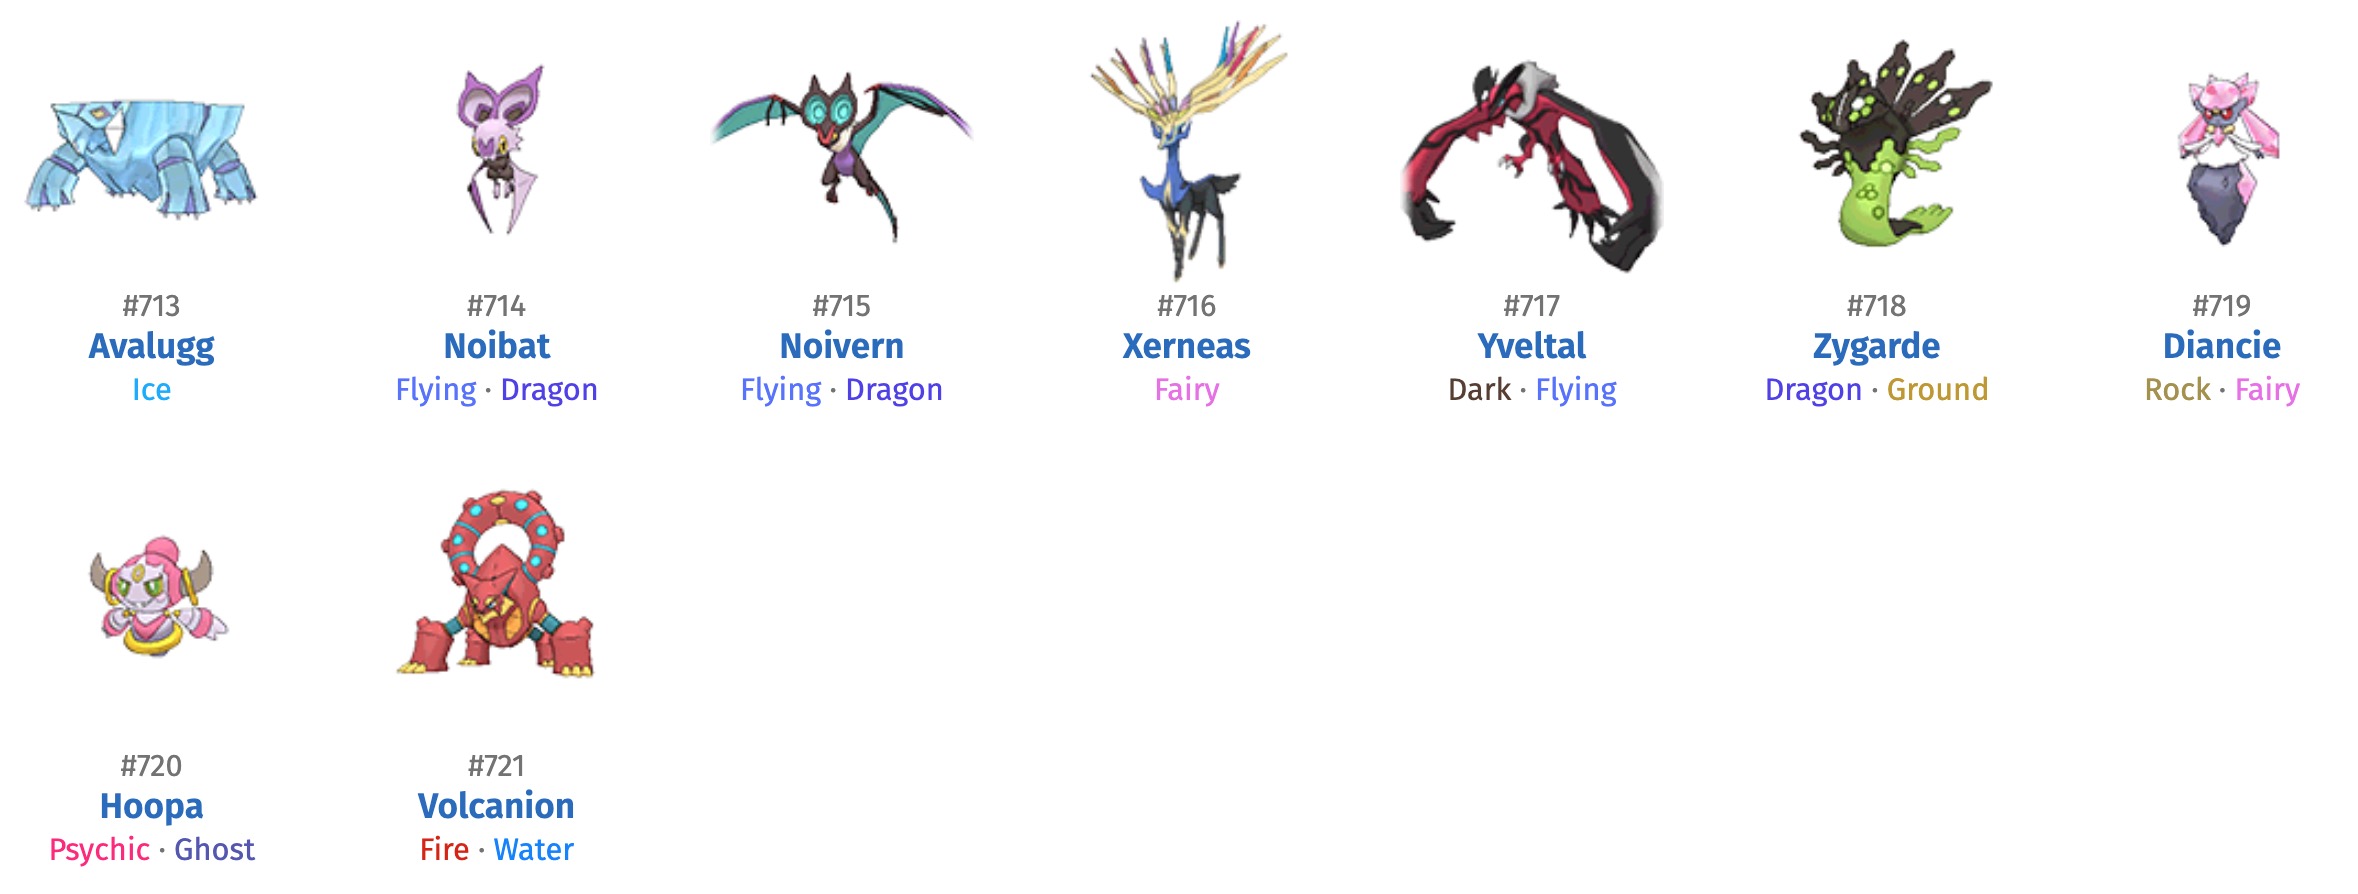 #713
Avalugg
Ice
#714
Noibat
Flying · Dragon
#715
Noivern
Flying · Dragon
#716
Xerneas
Fairy
#717
Yveltal
Dark · Flying
#718
Zygarde
Dragon · Ground
#719
Diancie
Rock · Fairy
#720
Hoopa
Psychic · Ghost
#721
Volcanion
Fire · Water